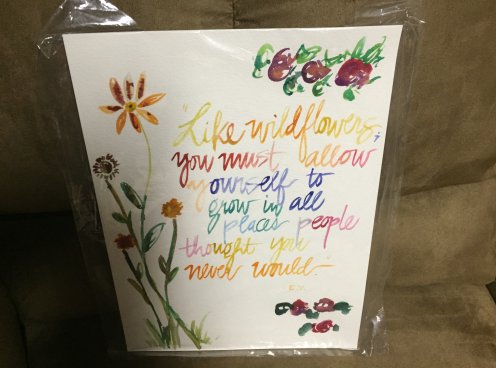 "Like wildflowers,
you must allow
yourself to
grow in all
places people
thought you
never would."
E.V.